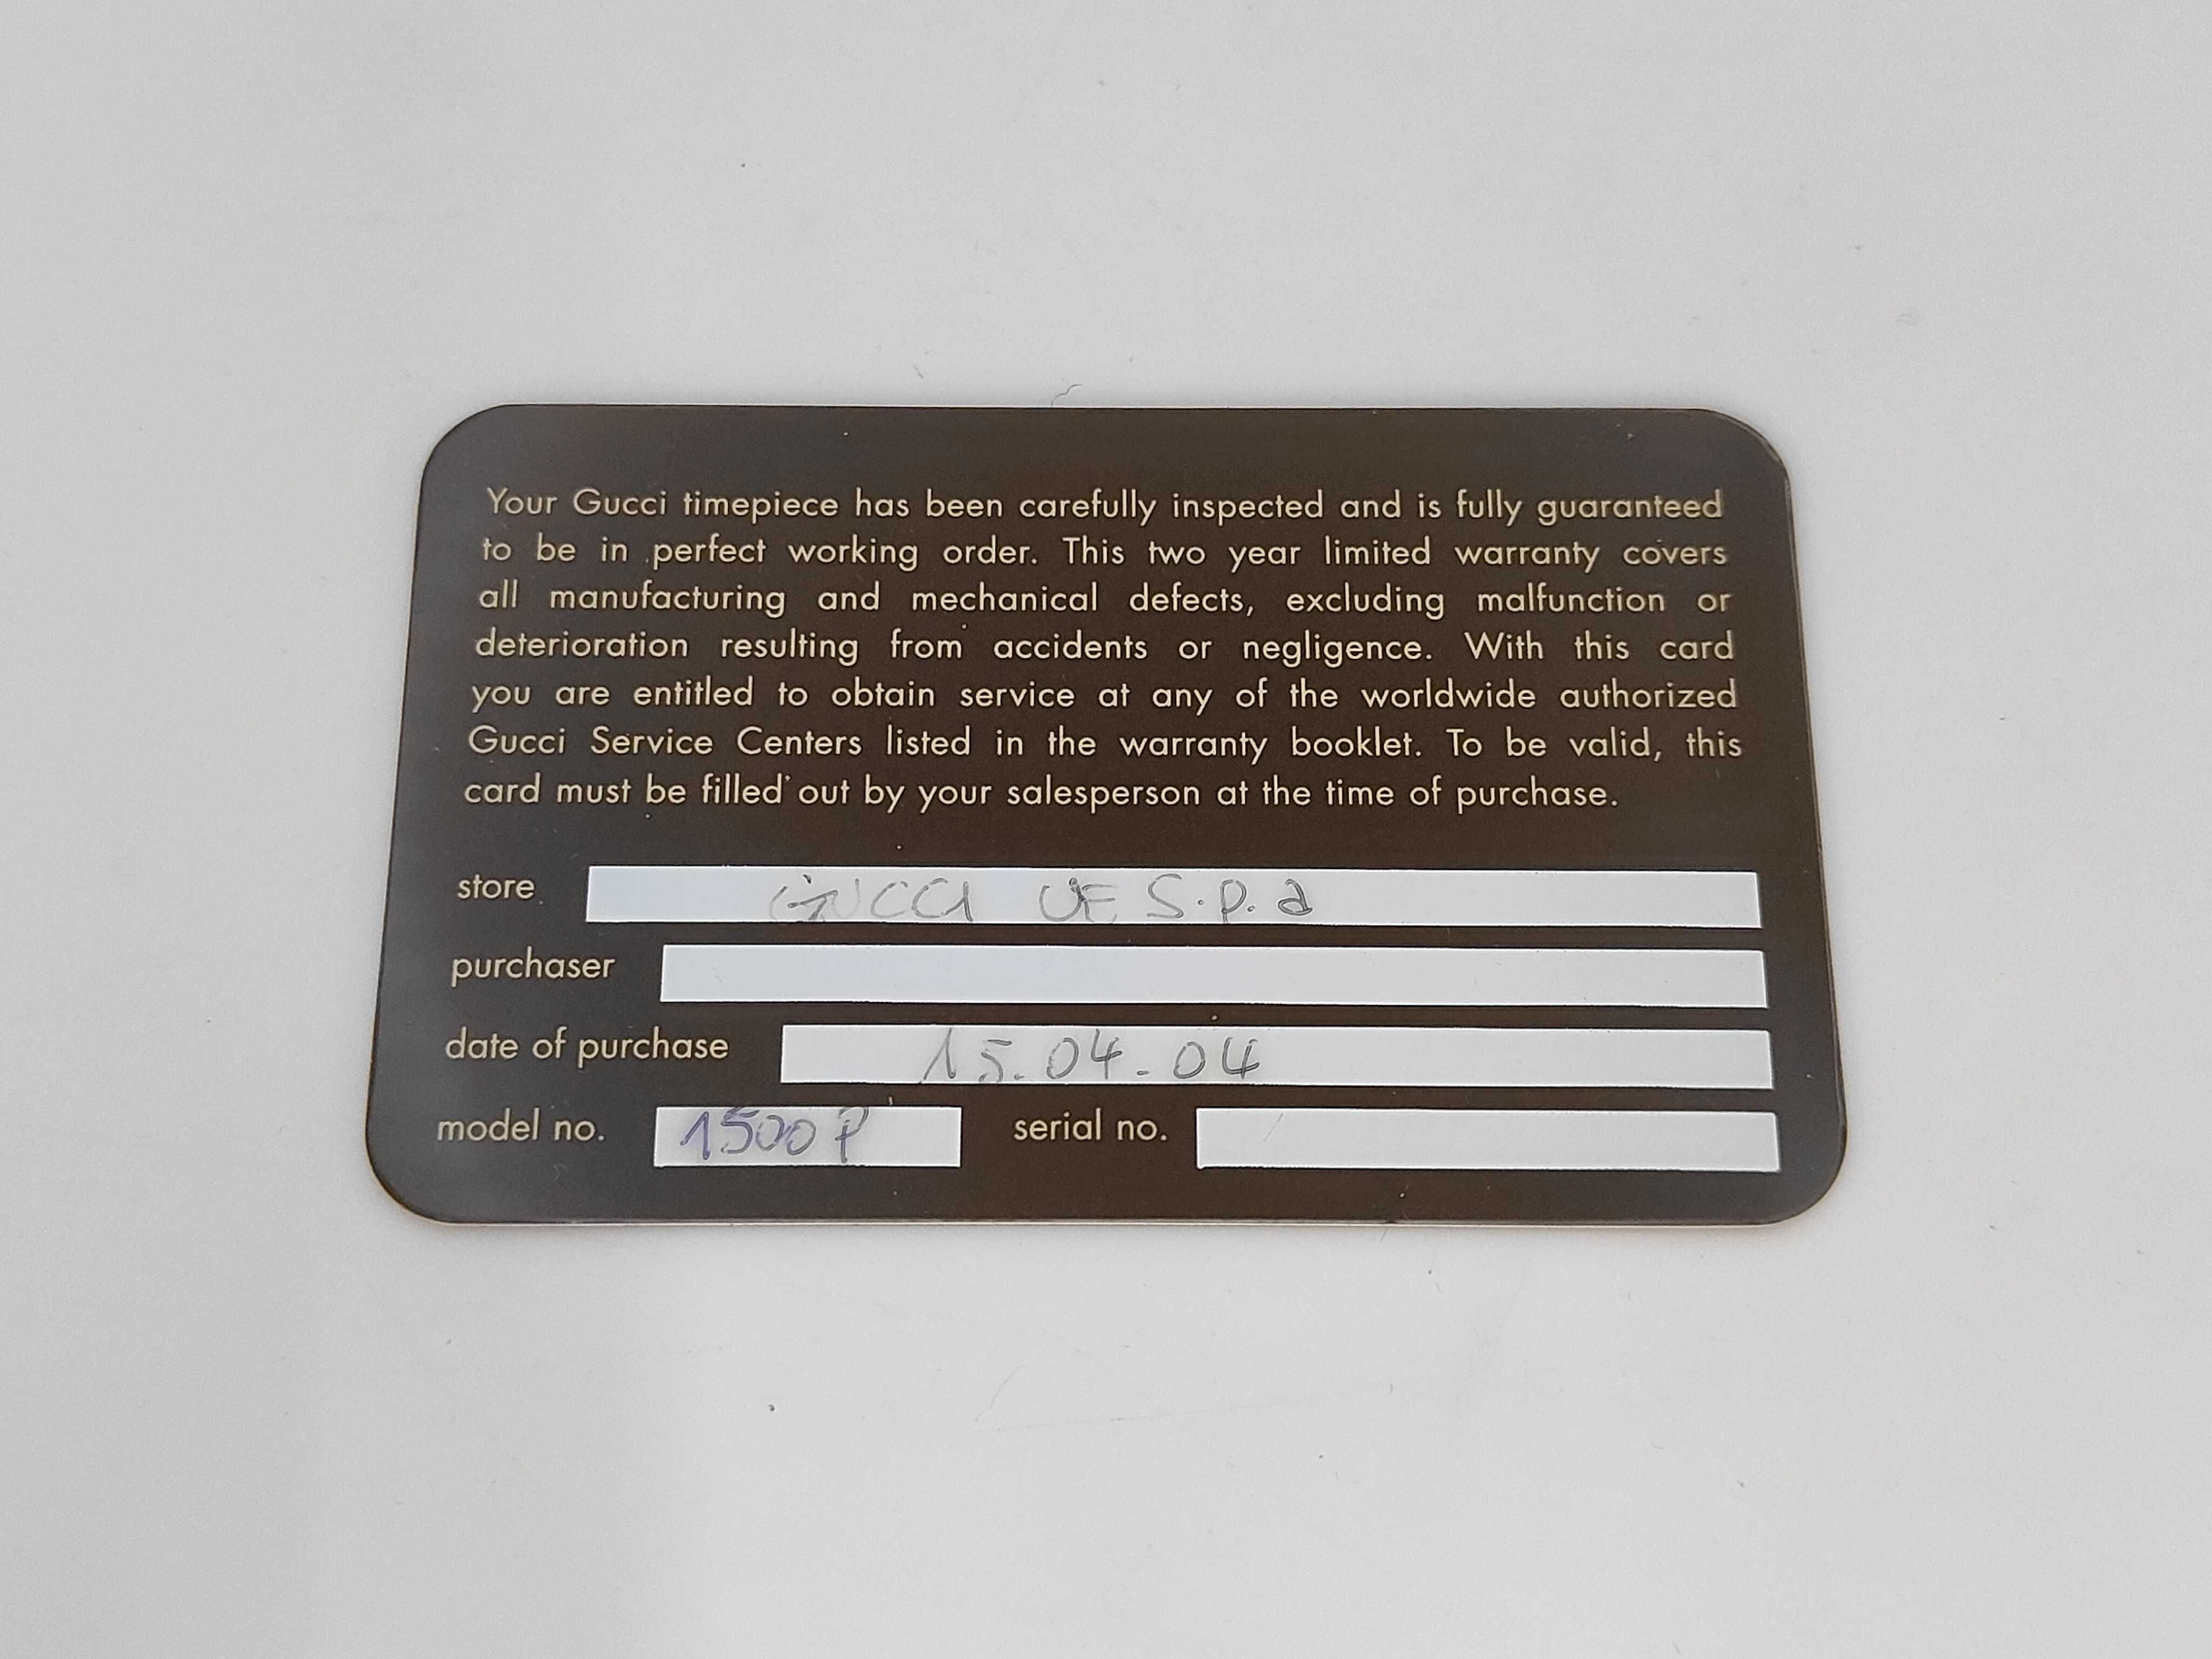 Your Gucci timepiece has been carefully inspected and is fully guaranteed
to be in perfect working order. This two year limited warranty covers
all manufacturing and mechanical defects, excluding malfunction or
deterioration resulting from accidents or negligence. With this card
you are entitled to obtain service at any of the worldwide authorized
Gucci Service Centers listed in the warranty booklet. To be valid, this
card must be filled out by your salesperson at the time of purchase.
store GUCCI S.p.a
purchaser
date of purchase 15.04.04
model no. 1500P serial no.